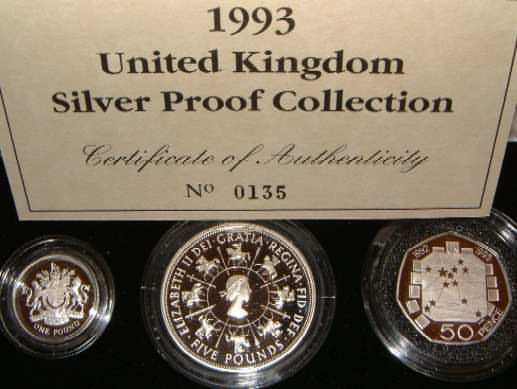 1993
United Kingdom
Silver Proof Collection
Certificate of Authenticity
No 0135
ONE POUND
ELIZABETH II DEI GRATIA REGINA FID DEF
FIVE POUNDS
1992 1993
50 PENCE